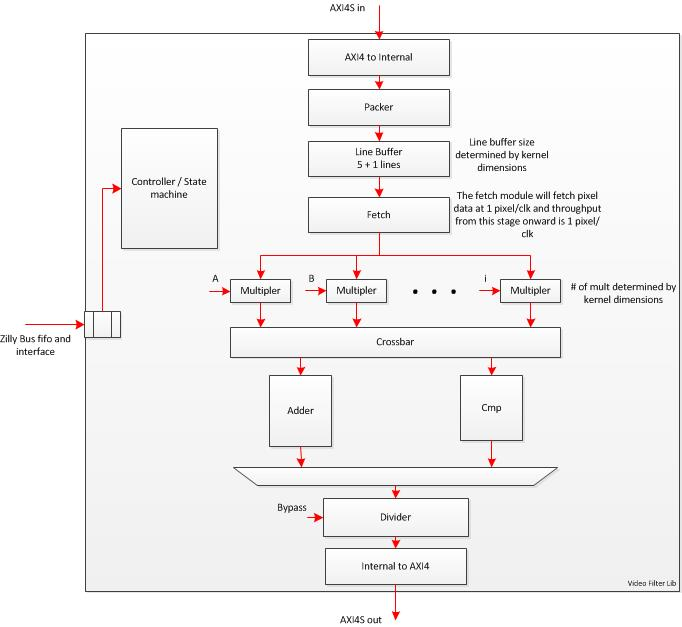 AXI4S in
AXI4 to Internal
Packer
Line Buffer
5 + 1 lines
Line buffer size
determined by kernel
dimensions
Controller / State
machine
Fetch
The fetch module will fetch pixel
data at 1 pixel/clk and throughput
from this stage onward is 1 pixel/
clk
A
Multipler
B
Multipler
i
Multipler
# of mult determined by
kernel dimensions
Zilly Bus fifo and
interface
Crossbar
Adder
Cmp
Bypass
Divider
Internal to AXI4
Video Filter Lib
AXI4S out